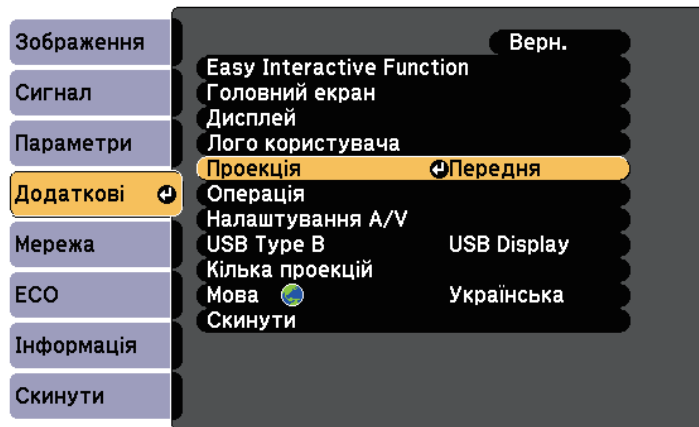 Зображення
Сигнал
Параметри
Додаткові
Мережа
ECO
Інформація
Скинути
Верн.
Easy Interactive Function
Головний екран
Дисплей
Лого користувача
Проекція Передня
Операція
Налаштування A/V
USB Type B USB Display
Кілька проекцій
Мова Українська
Скинути